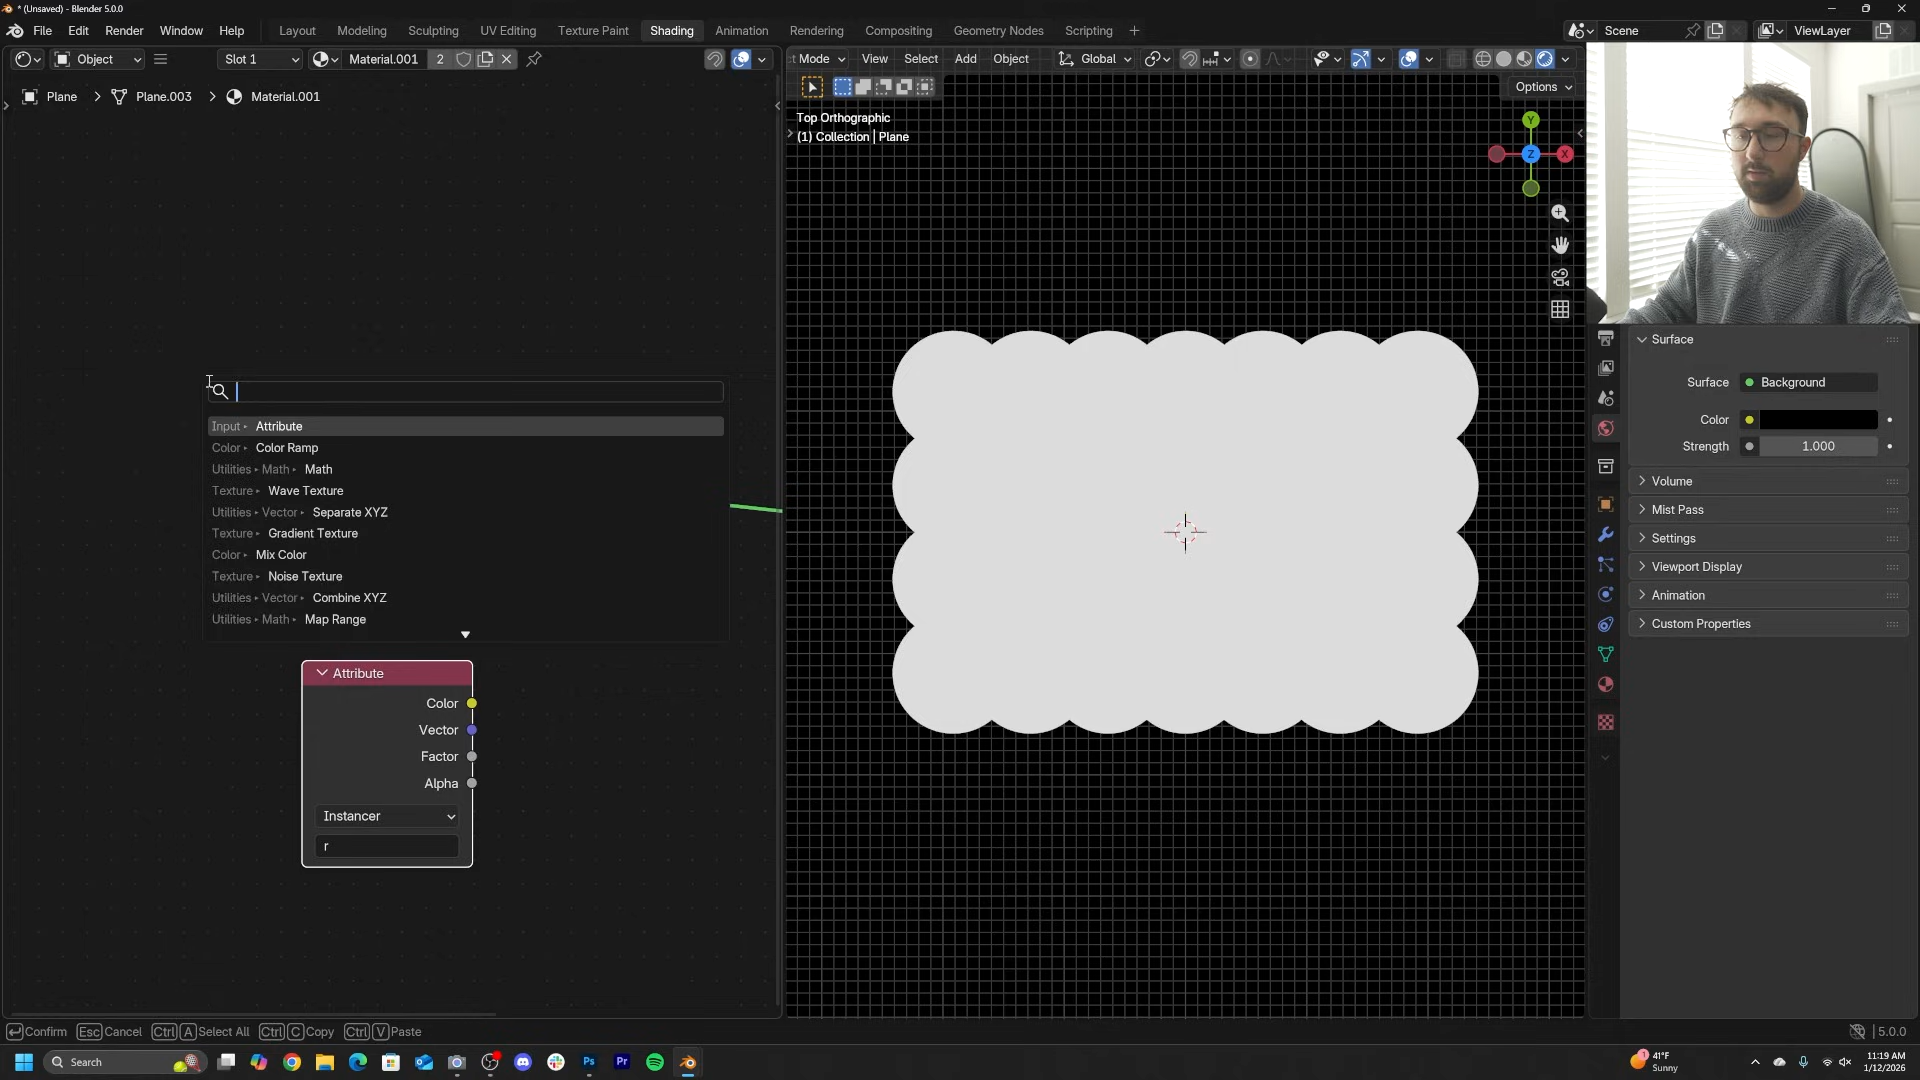 * (Unsaved) - Blender 5.0.0
File Edit Render Window Help
Layout Modeling Sculpting UV Editing Texture Paint Shading Animation Rendering Compositing Geometry Nodes Scripting
Scene
ViewLayer
Object
Slot 1
Material.001
2
t Mode View Select Add Object
Global
Options
Plane > Plane.003 > Material.001
Top Orthographic
(1) Collection | Plane
Y
Z
X
Input Attribute
Color Color Ramp
Utilities Math Math
Texture Wave Texture
Utilities Vector Separate XYZ
Texture Gradient Texture
Color Mix Color
Texture Noise Texture
Utilities Vector Combine XYZ
Utilities Math Map Range
Attribute
Color
Vector
Factor
Alpha
Instancer
r
Surface
Surface
Background
Color
Strength
1.000
Volume
Mist Pass
Settings
Viewport Display
Animation
Custom Properties
Confirm Esc Cancel Ctrl A Select All Ctrl C Copy Ctrl V Paste
5.0.0
Search
Ps
Pr
1
41°F
Sunny
11:19 AM
1/12/2026